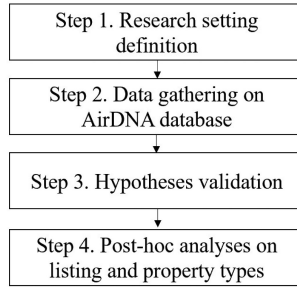 Step 1. Research setting
definition
Step 2. Data gathering on
AirDNA database
Step 3. Hypotheses validation
Step 4. Post-hoc analyses on
listing and property types